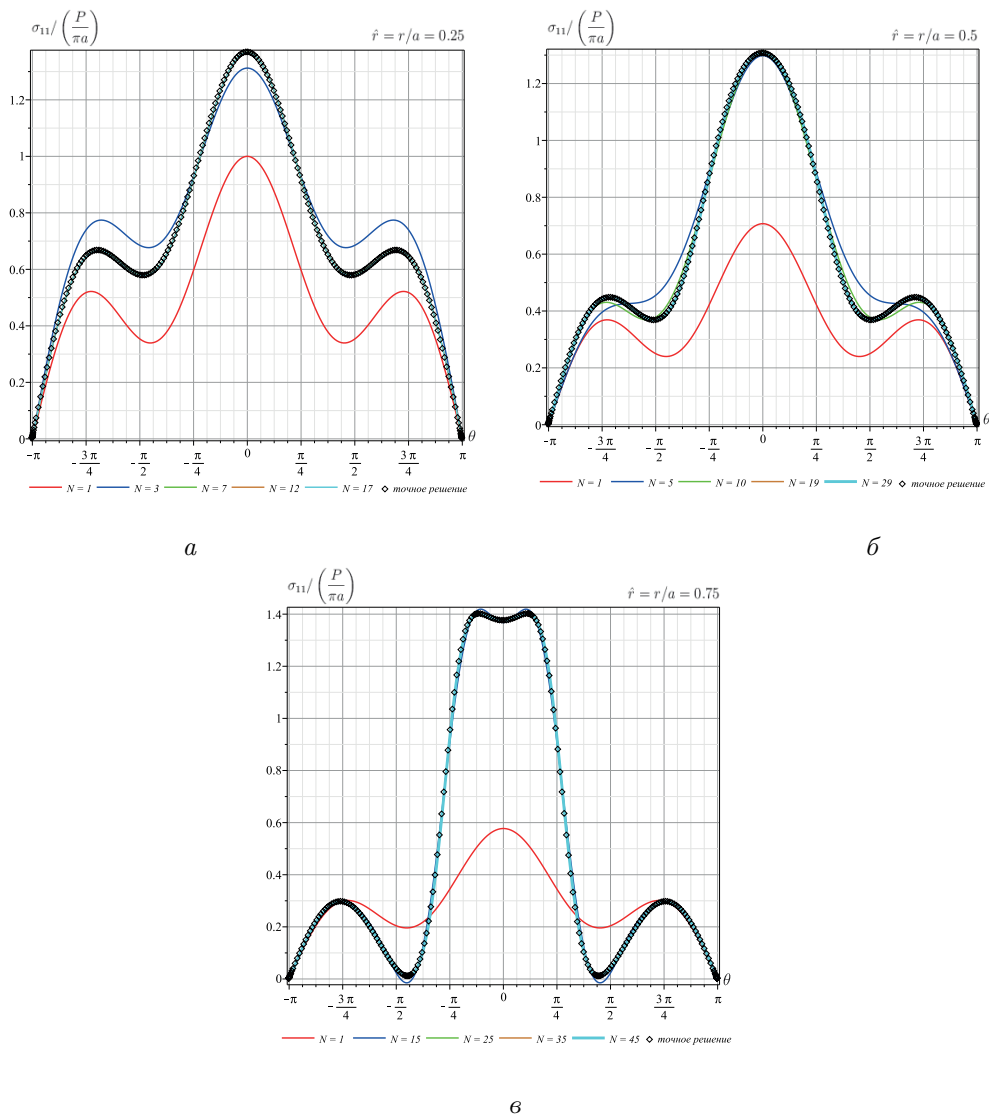 σ₁₁/(P/πa) r̂ = r/a = 0.25
1.2
1
0.8
0.6
0.4
0.2
0
θ
-π -3π/4 -π/2 -π/4 0 π/4 π/2 3π/4 π
N = 1 N = 3 N = 7 N = 12 N = 17 точное решение
а
σ₁₁/(P/πa) r̂ = r/a = 0.5
1.2
1
0.8
0.6
0.4
0.2
0
θ
-π -3π/4 -π/2 -π/4 0 π/4 π/2 3π/4 π
N = 1 N = 5 N = 10 N = 19 N = 29 точное решение
б
σ₁₁/(P/πa) r̂ = r/a = 0.75
1.4
1.2
1
0.8
0.6
0.4
0.2
0
θ
-π -3π/4 -π/2 -π/4 0 π/4 π/2 3π/4 π
N = 1 N = 15 N = 25 N = 35 N = 45 точное решение
в